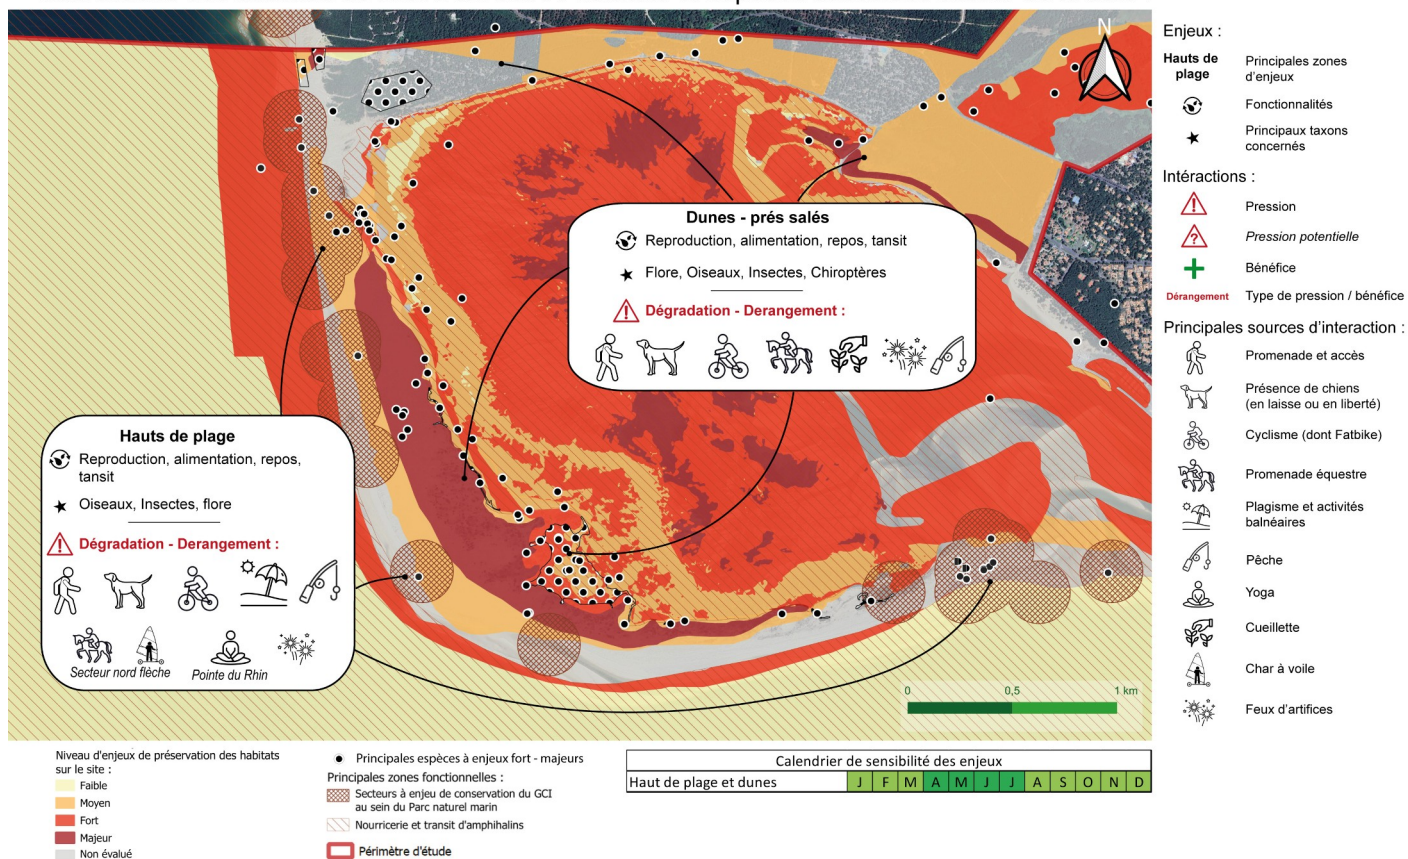 N
Dunes - prés salés
Reproduction, alimentation, repos, tansit
Flore, Oiseaux, Insectes, Chiroptères
Dégradation - Derangement :
Hauts de plage
Reproduction, alimentation, repos,
tansit
Oiseaux, Insectes, flore
Dégradation - Derangement :
Secteur nord flèche
Pointe du Rhin
0 0,5 1 km
Enjeux :
Hauts de
plage
Principales zones
d'enjeux
Fonctionnalités
Principaux taxons
concernés
Intéractions :
Pression
?
Pression potentielle
Bénéfice
Dérangement Type de pression / bénéfice
Principales sources d'interaction :
Promenade et accès
Présence de chiens
(en laisse ou en liberté)
Cyclisme (dont Fatbike)
Promenade équestre
Plagisme et activités
balnéaires
Pêche
Yoga
Cueillette
Char à voile
Feux d'artifices
Niveau d'enjeu de préservation des habitats
sur le site :
Faible
Moyen
Fort
Majeur
Non évalué
Principales espèces à enjeu fort - majeurs
Principales zones fonctionnelles :
Secteurs à enjeu de conservation du GCI
au sein du Parc naturel marin
Nourricerie et transit d'amphihalins
Périmètre d'étude
Calendrier de sensibilité des enjeux
Haut de plage et dunes J F M A M J J A S O N D